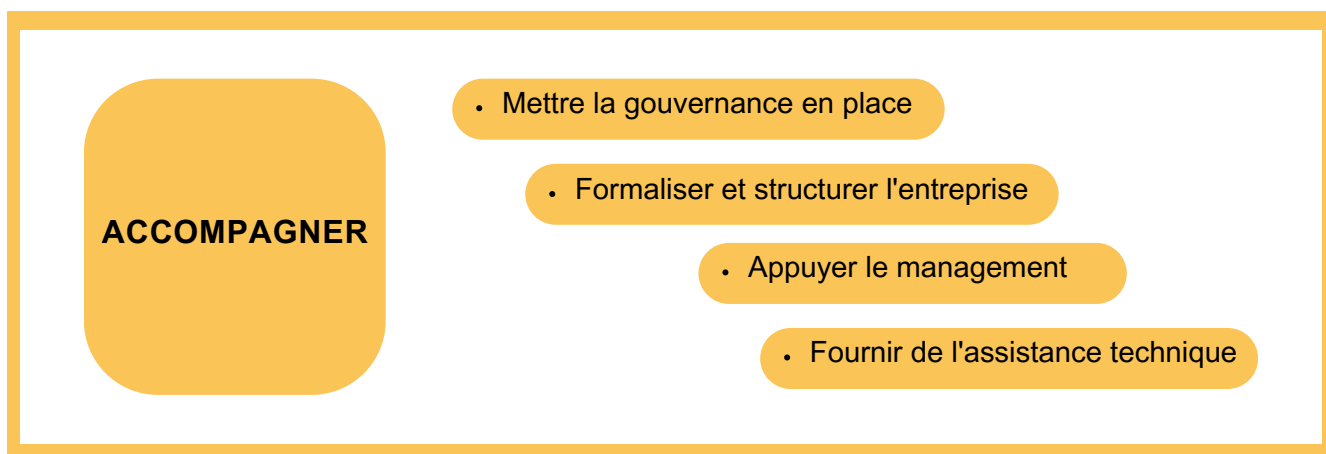 ACCOMPAGNER
• Mettre la gouvernance en place
• Formaliser et structurer l'entreprise
• Appuyer le management
• Fournir de l'assistance technique